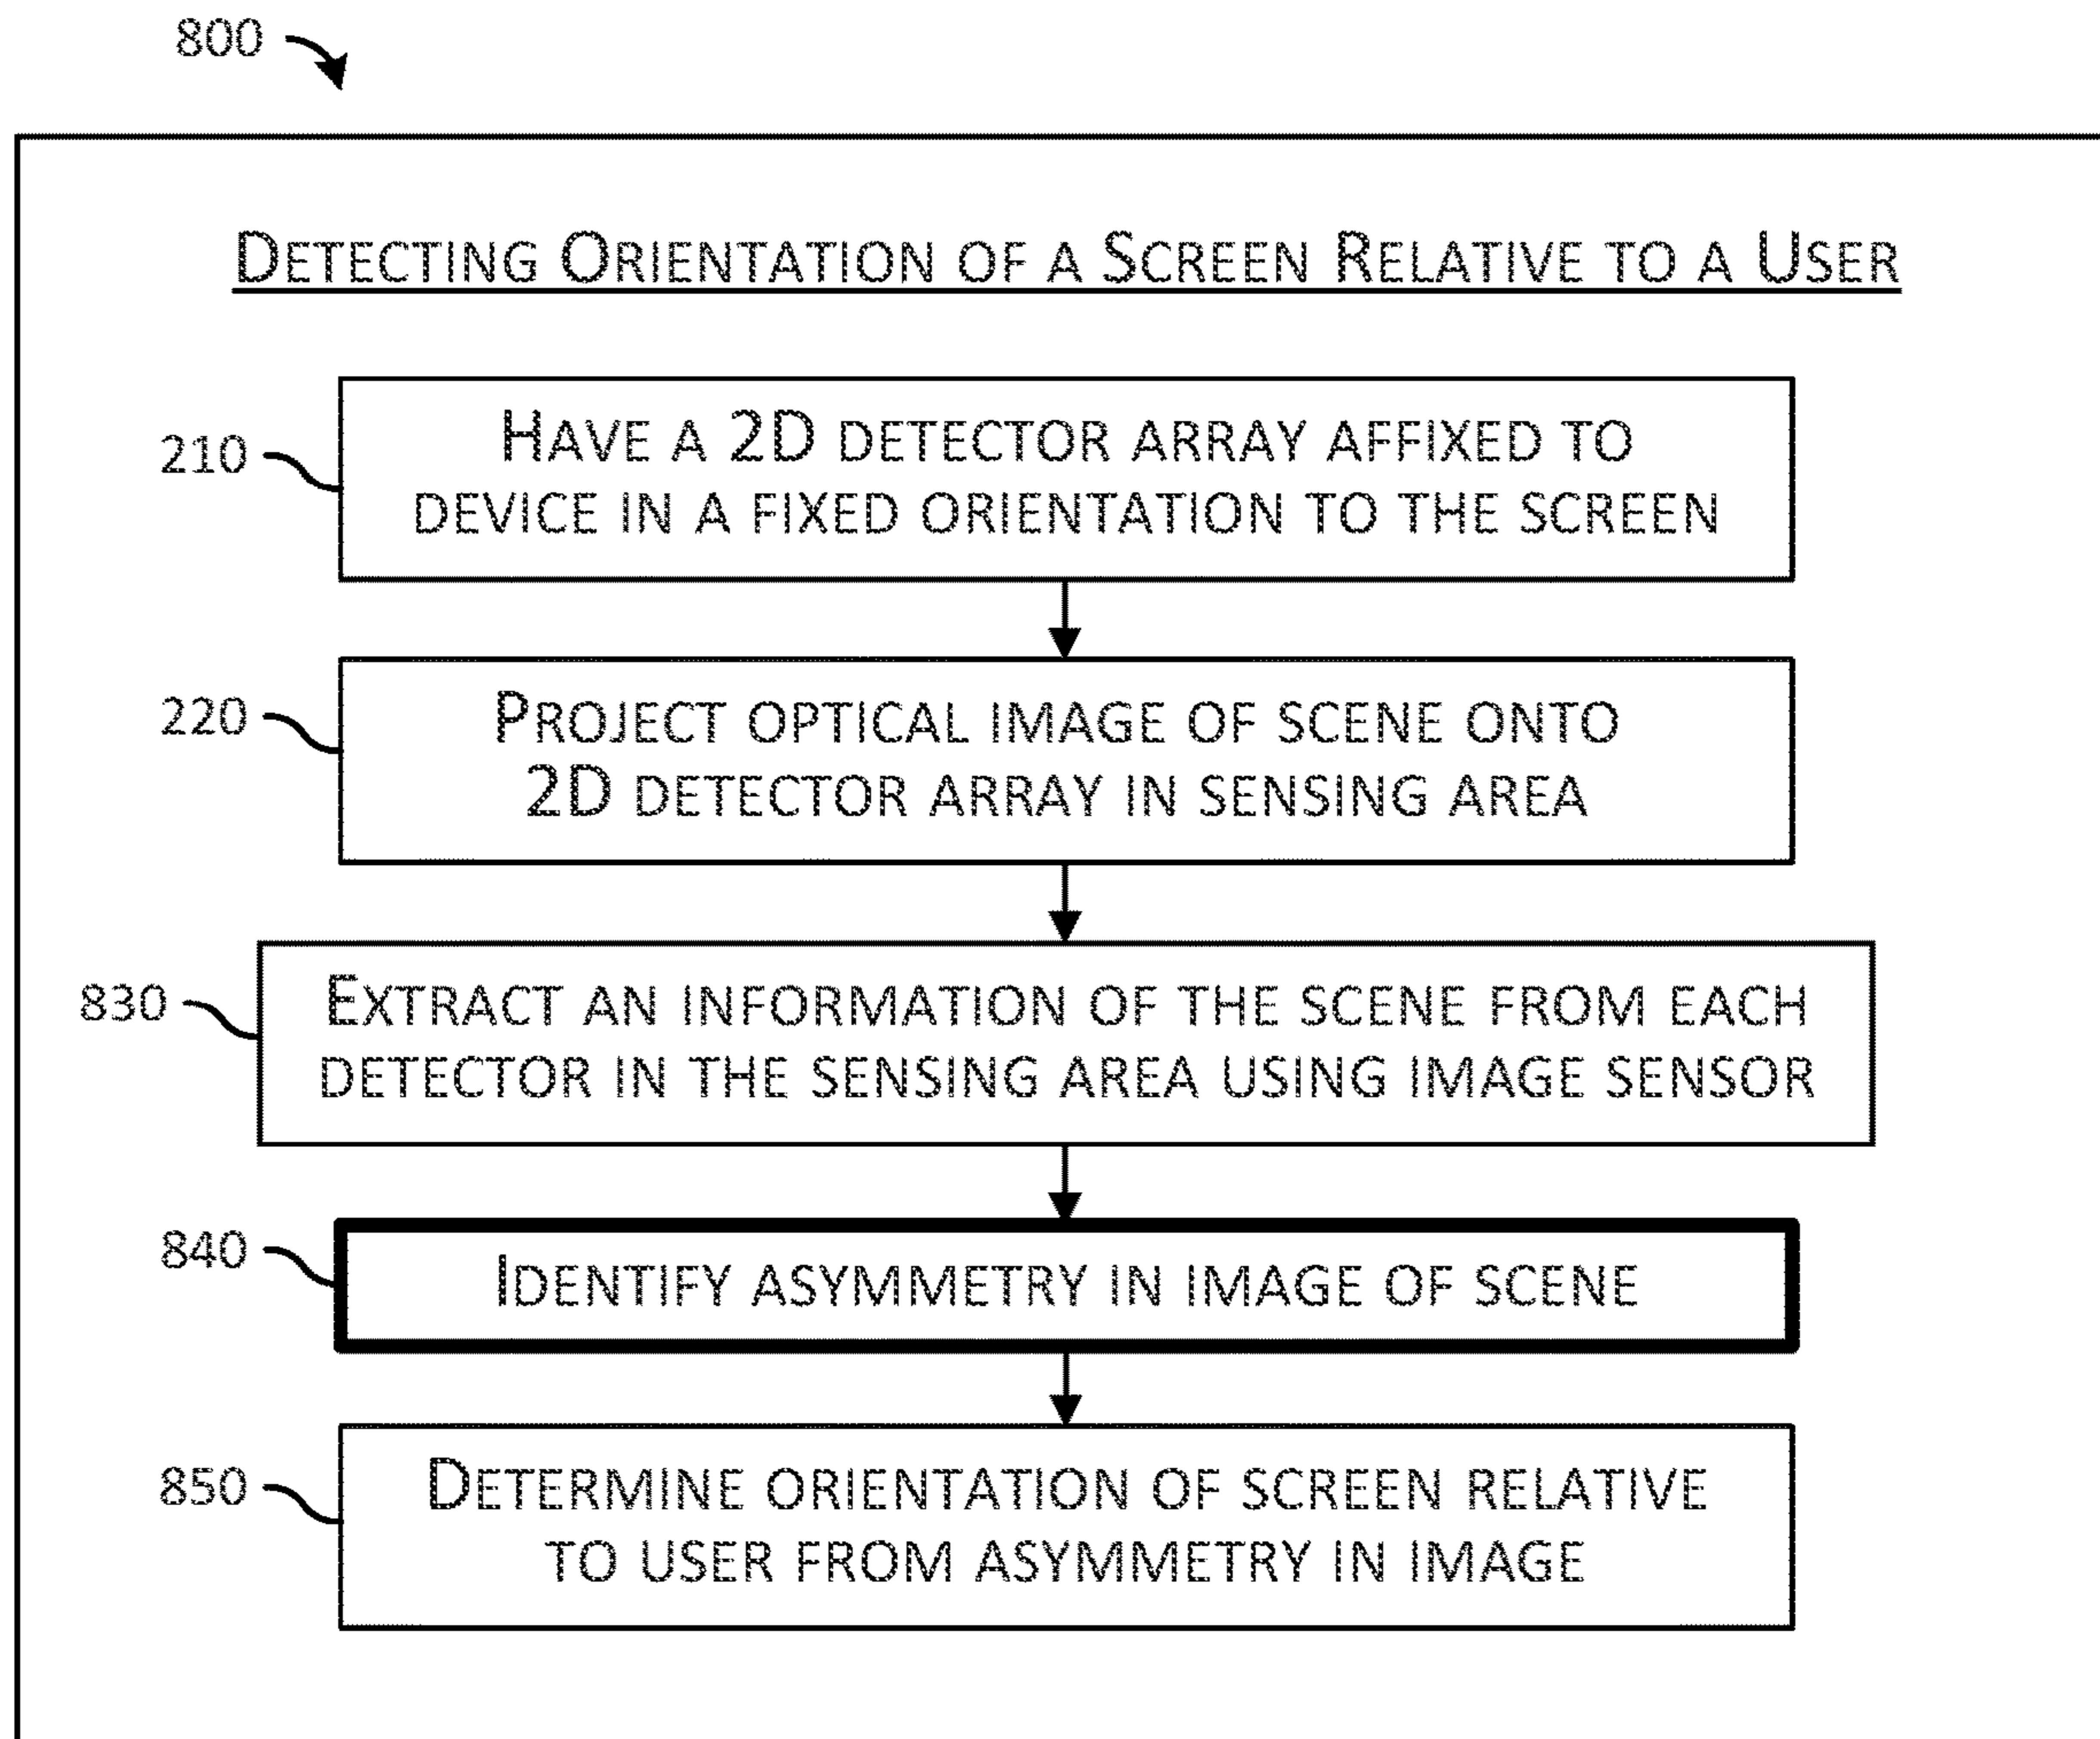 800
DETECTING ORIENTATION OF A SCREEN RELATIVE TO A USER
210
HAVE A 2D DETECTOR ARRAY AFFIXED TO
DEVICE IN A FIXED ORIENTATION TO THE SCREEN
220
PROJECT OPTICAL IMAGE OF SCENE ONTO
2D DETECTOR ARRAY IN SENSING AREA
830
EXTRACT AN INFORMATION OF THE SCENE FROM EACH
DETECTOR IN THE SENSING AREA USING IMAGE SENSOR
840
IDENTIFY ASYMMETRY IN IMAGE OF SCENE
850
DETERMINE ORIENTATION OF SCREEN RELATIVE
TO USER FROM ASYMMETRY IN IMAGE